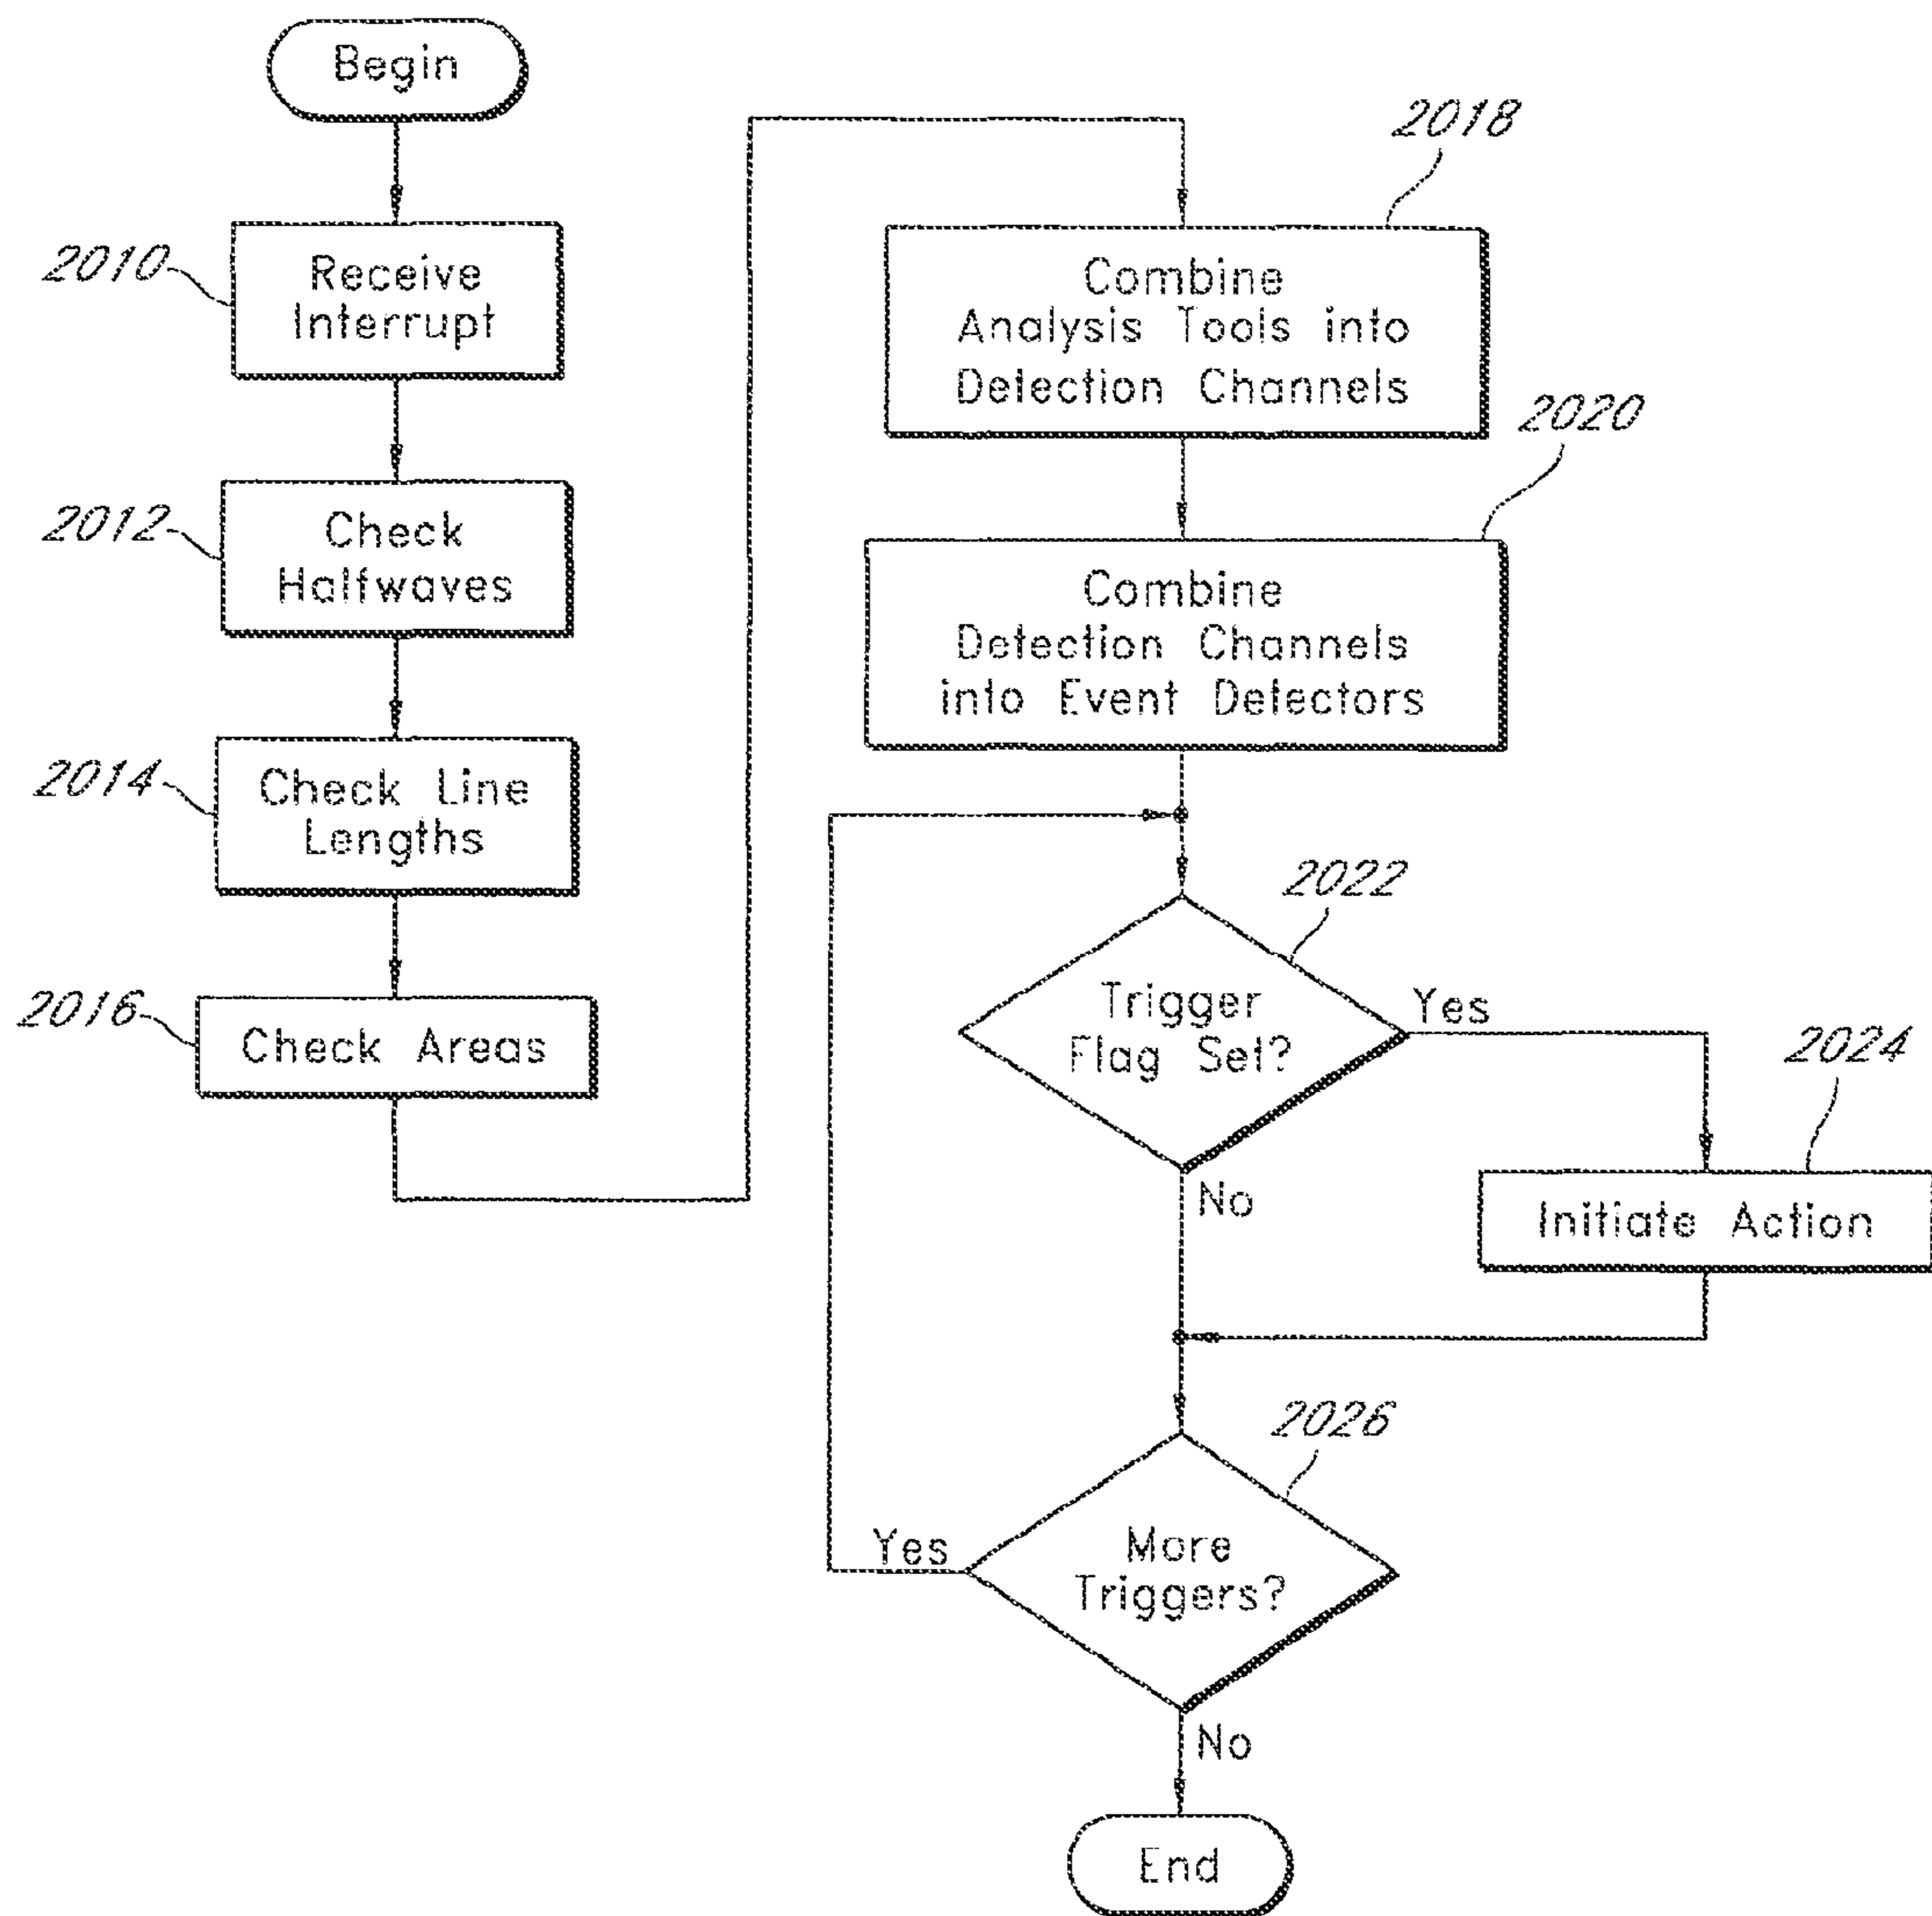 Begin
2010
Receive
Interrupt
2012
Check
Halfwaves
2014
Check Line
Lengths
2016
Check Areas
2018
Combine
Analysis Tools into
Detection Channels
2020
Combine
Detection Channels
into Event Detectors
2022
Trigger
Flag Set?
Yes
No
2024
Initiate Action
2026
More
Triggers?
Yes
No
End